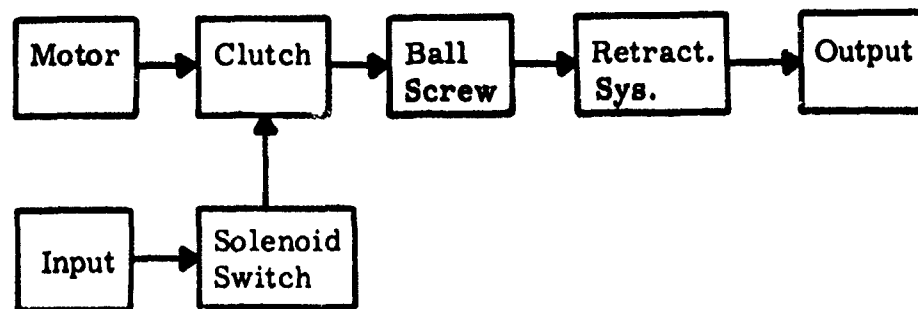 Motor
Clutch
Ball
Screw
Retract.
Sys.
Output
Input
Solenoid
Switch